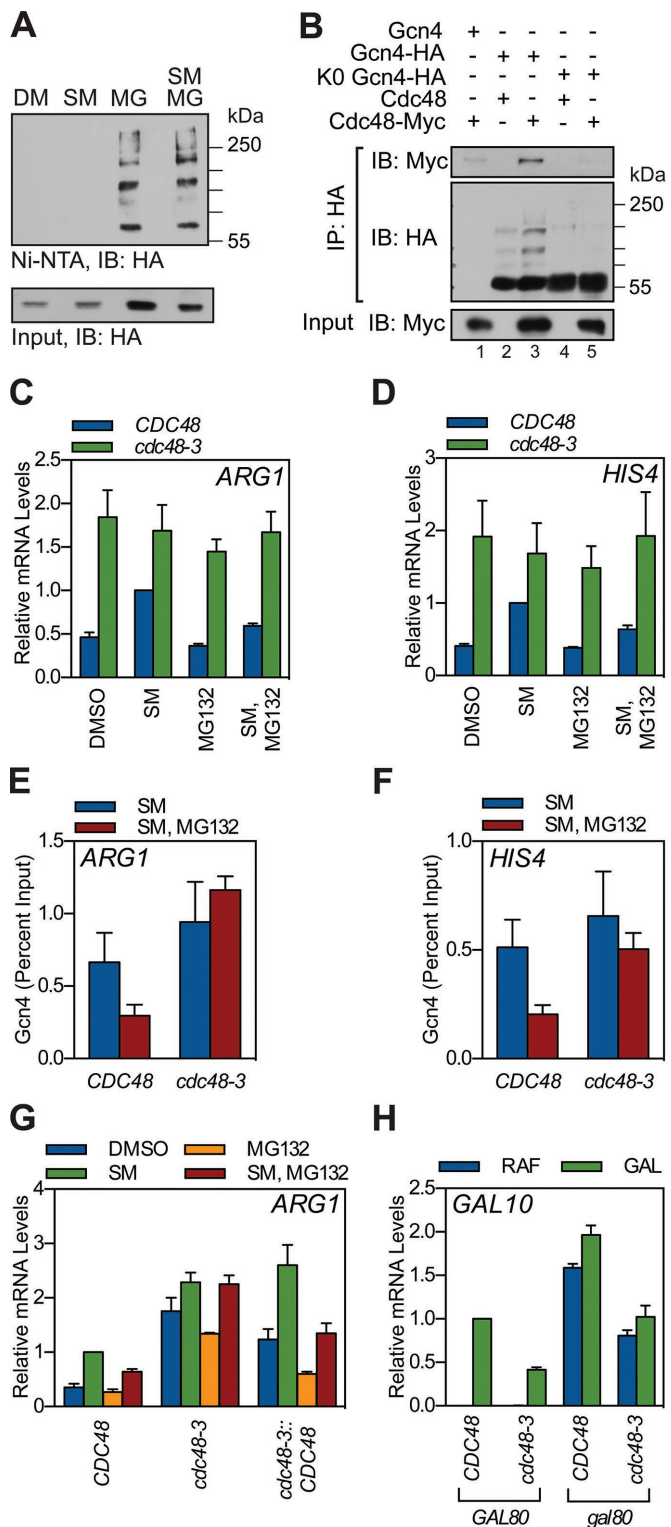 A
DM SM MG SM MG
kDa
250
55
Ni-NTA, IB: HA
Input, IB: HA
B
Gcn4 + - - - -
Gcn4-HA - + + - -
K0 Gcn4-HA - - - + +
Cdc48 - + - + -
Cdc48-Myc + - + - +
IP: HA
IB: Myc
kDa
250
IB: HA
55
Input IB: Myc
1 2 3 4 5
C
CDC48
cdc48-3
ARG1
Relative mRNA Levels
2.5
2.0
1.5
1.0
0.5
0.0
DMSO
SM
MG132
SM, MG132
D
CDC48
cdc48-3
HIS4
Relative mRNA Levels
3
2
1
0
DMSO
SM
MG132
SM, MG132
E
SM
SM, MG132
ARG1
Gcn4 (Percent Input)
1.5
1.0
0.5
0.0
CDC48 cdc48-3
F
SM
SM, MG132
HIS4
Gcn4 (Percent Input)
1.0
0.5
0.0
CDC48 cdc48-3
G
DMSO MG132
SM SM, MG132
ARG1
Relative mRNA Levels
4
3
2
1
0
CDC48
cdc48-3
cdc48-3:: CDC48
H
RAF GAL
GAL10
Relative mRNA Levels
2.5
2.0
1.5
1.0
0.5
0.0
CDC48
cdc48-3
CDC48
cdc48-3
GAL80 gal80